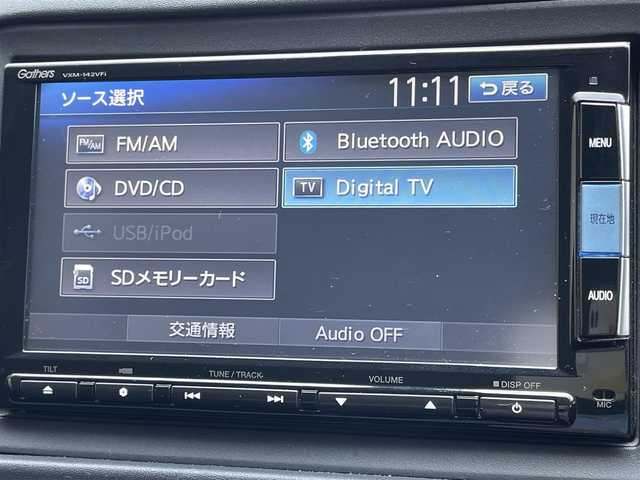 Gathers VXM-142VFi
ソース選択 11:11 戻る
FM/AM FM/AM Bluetooth AUDIO
DVD/CD TV Digital TV
USB/iPod
SD SDメモリーカード
交通情報 Audio OFF
MENU
現在地
AUDIO
TILT TUNE / TRACK VOLUME DISP OFF
MIC